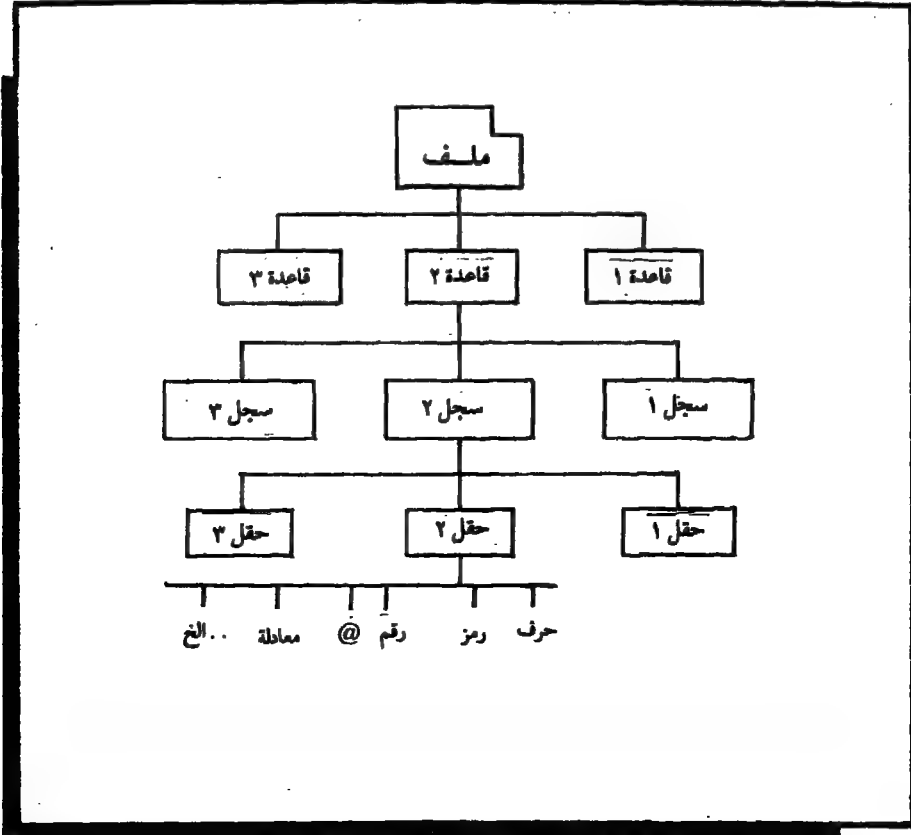 ملف
قاعدة ١ قاعدة ٢ قاعدة ٣
سجل ١ سجل ٢ سجل ٣
حقل ١ حقل ٢ حقل ٣
حرف رمز رقم @ معادلة ..الخ